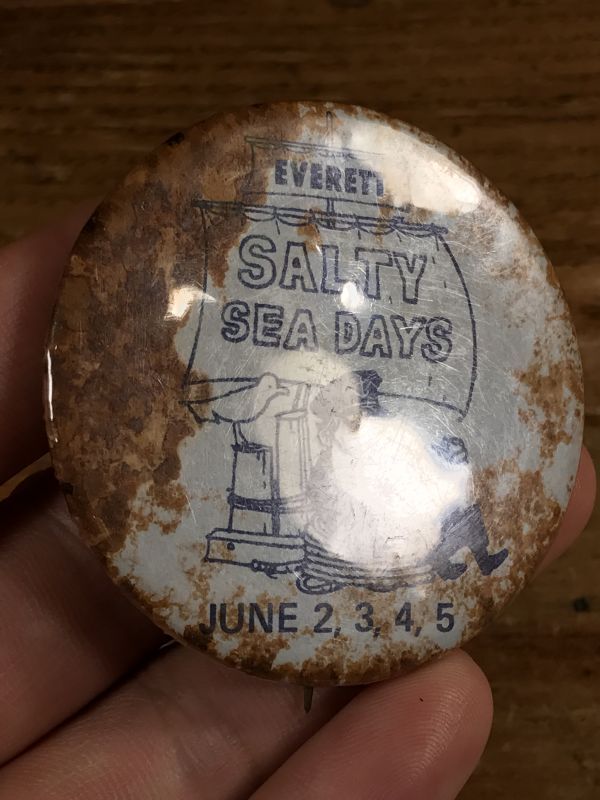 EVERETT
SALTY
SEA DAYS
JUNE 2, 3, 4, 5